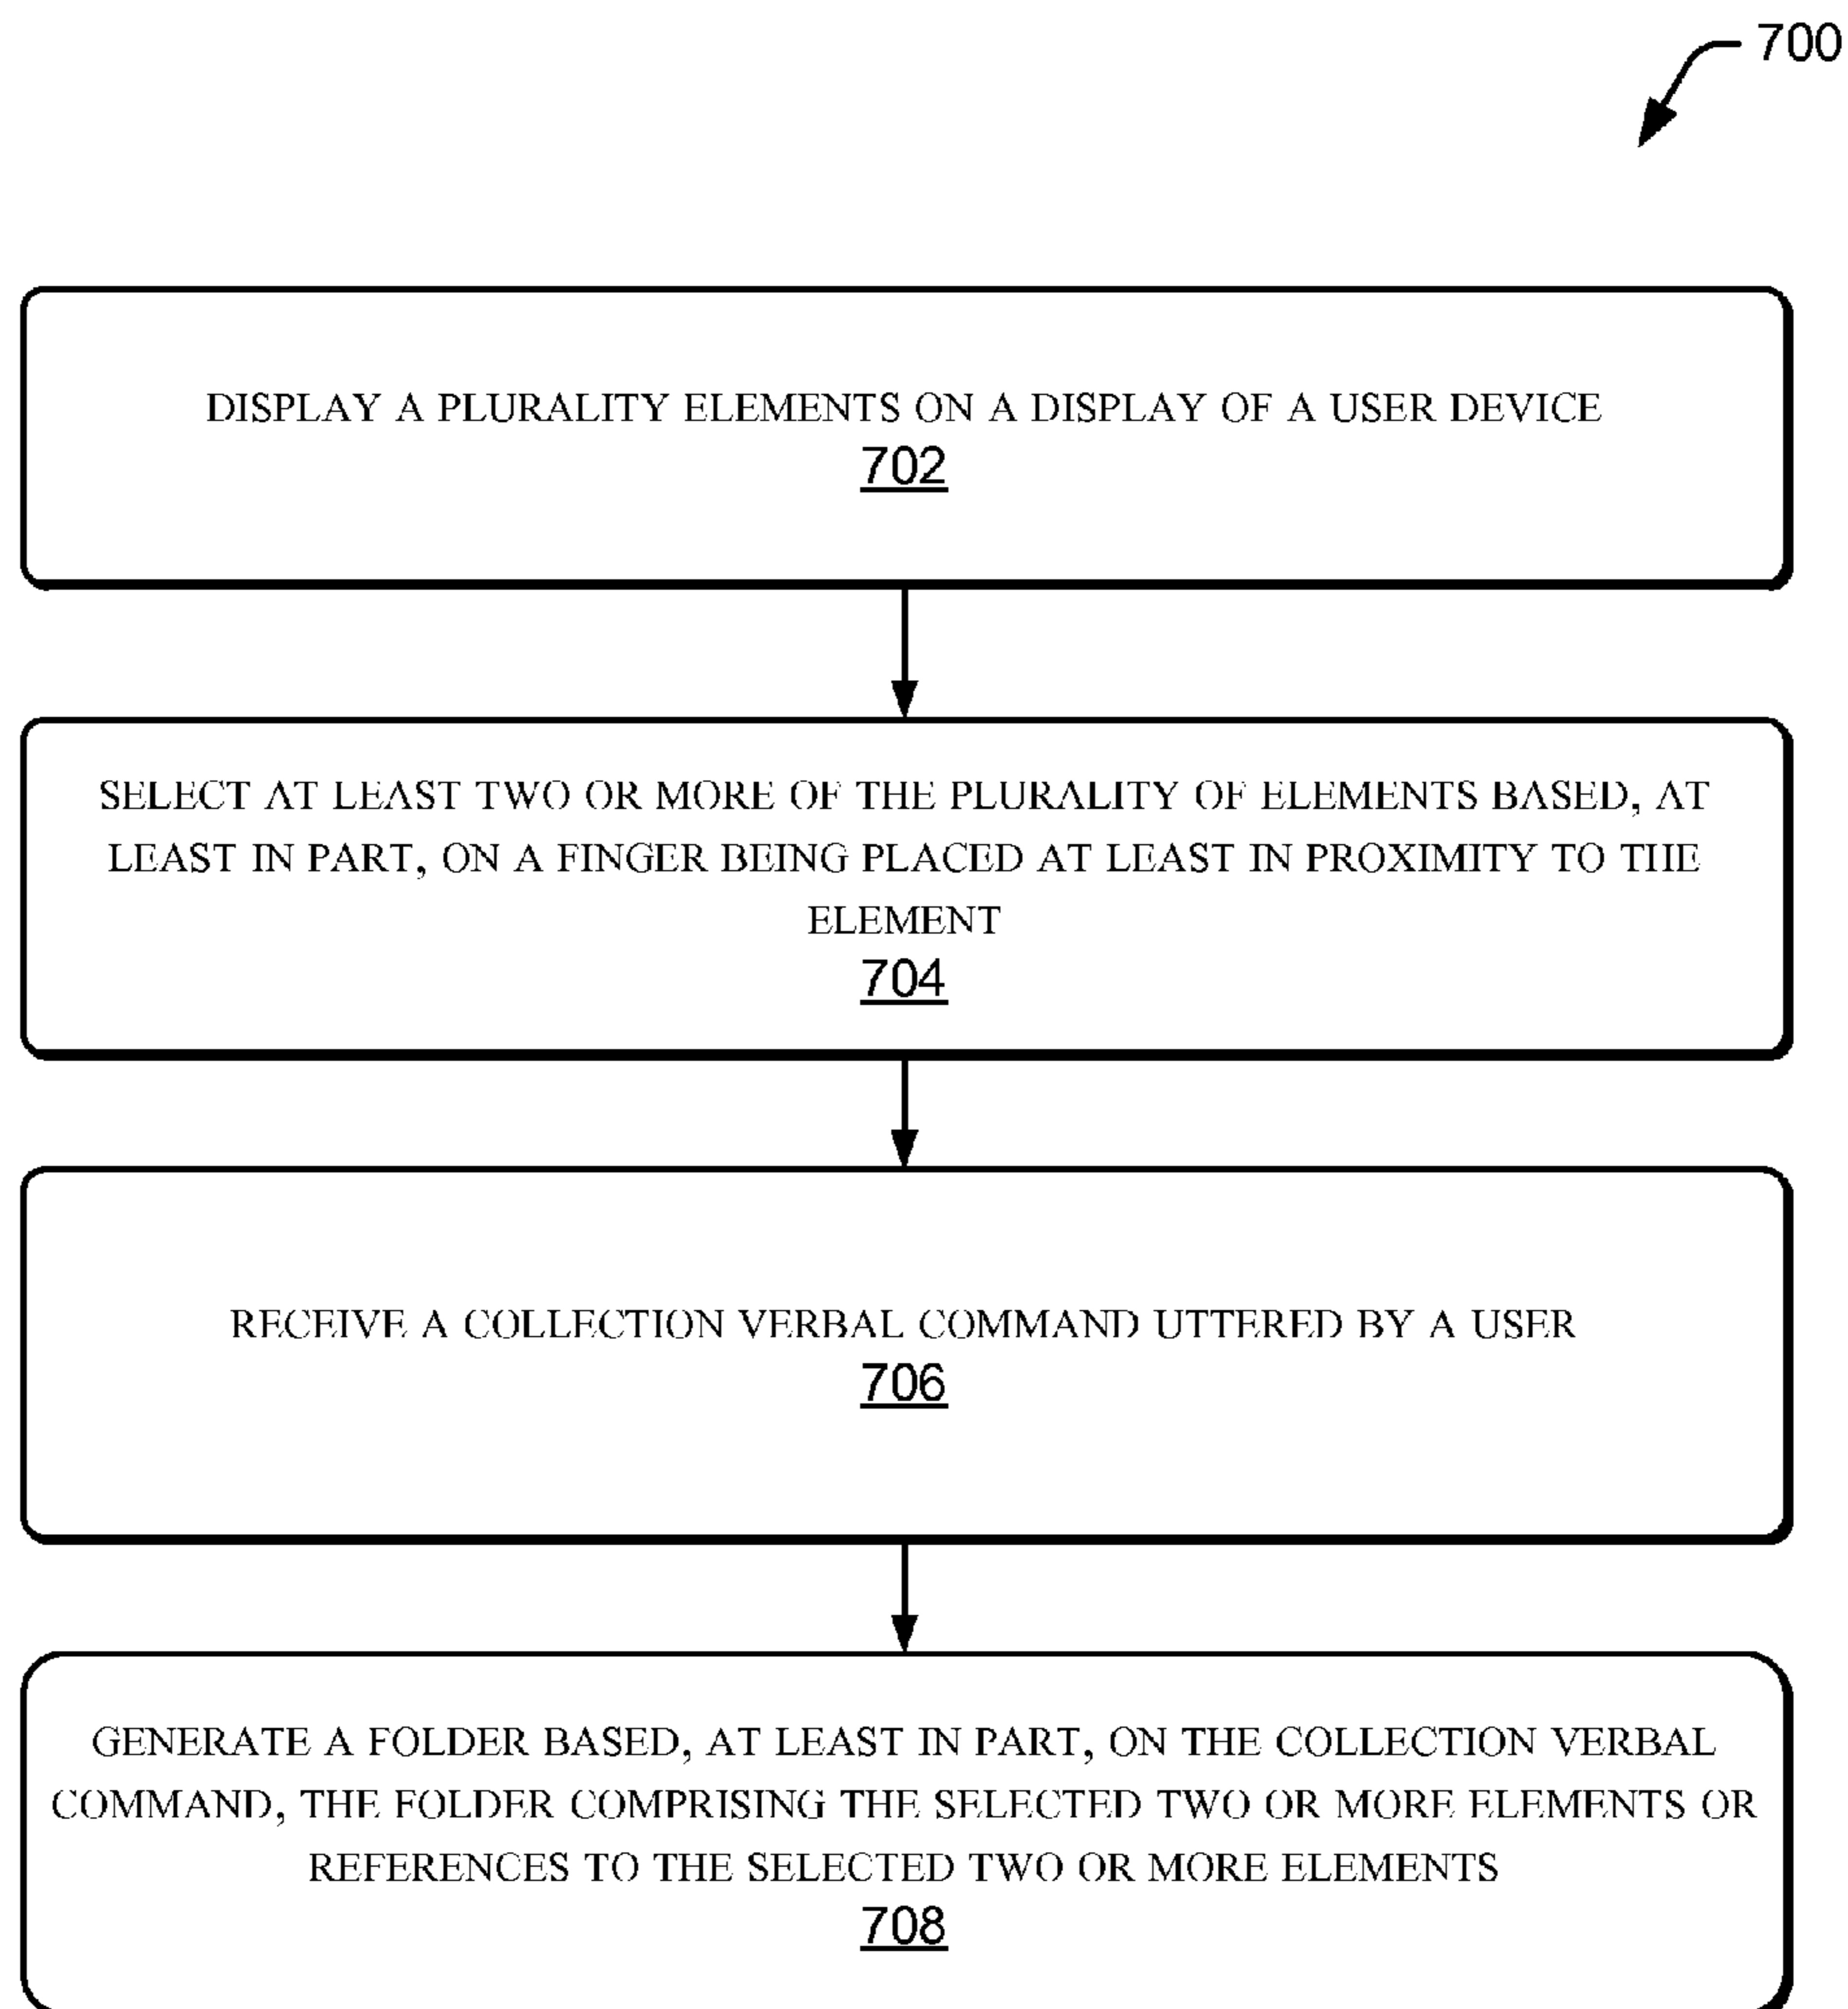 700
DISPLAY A PLURALITY ELEMENTS ON A DISPLAY OF A USER DEVICE
702
SELECT AT LEAST TWO OR MORE OF THE PLURALITY OF ELEMENTS BASED, AT
LEAST IN PART, ON A FINGER BEING PLACED AT LEAST IN PROXIMITY TO THE
ELEMENT
704
RECEIVE A COLLECTION VERBAL COMMAND UTTERED BY A USER
706
GENERATE A FOLDER BASED, AT LEAST IN PART, ON THE COLLECTION VERBAL
COMMAND, THE FOLDER COMPRISING THE SELECTED TWO OR MORE ELEMENTS OR
REFERENCES TO THE SELECTED TWO OR MORE ELEMENTS
708